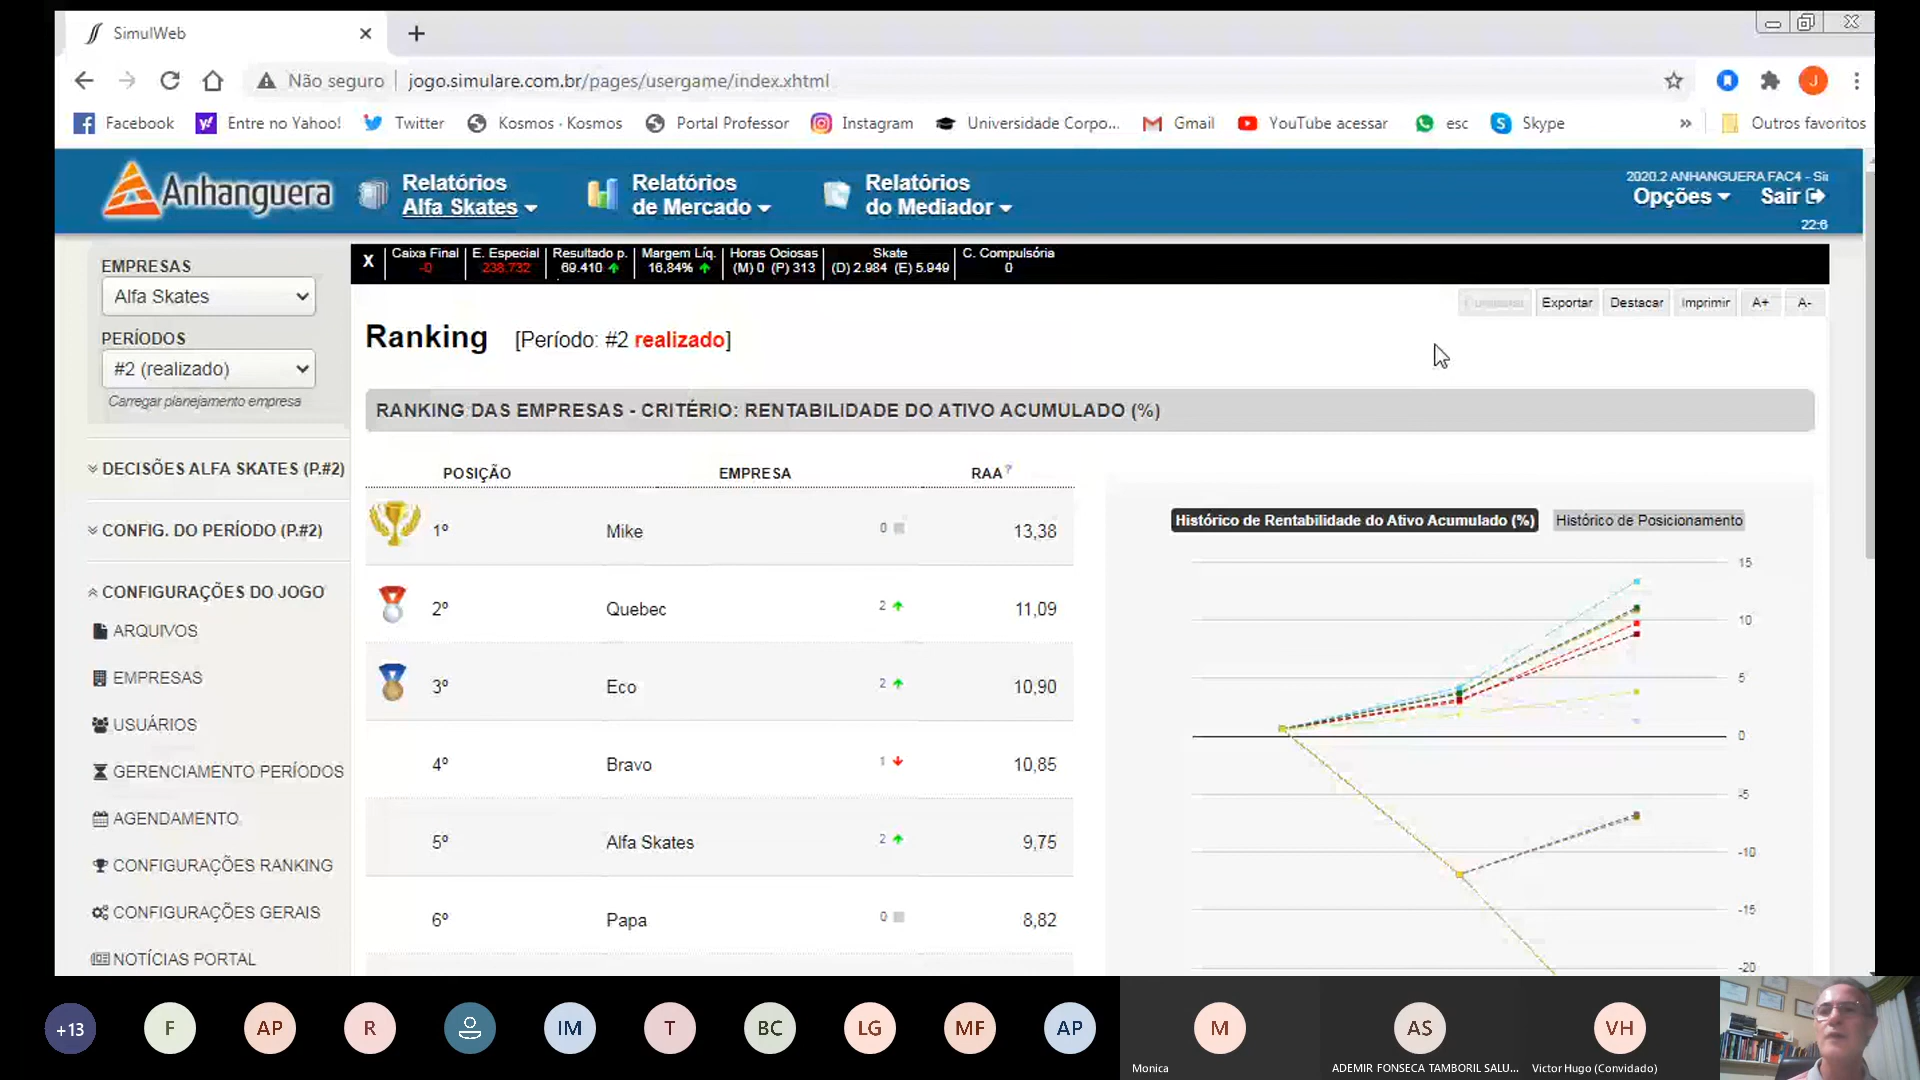 SimulWeb
Não seguro
jogo.simulare.com.br/pages/usergame/index.xhtml
J
Facebook
Entre no Yahoo!
Twitter
Kosmos - Kosmos
Portal Professor
Instagram
Universidade Corpo...
Gmail
YouTube acessar
esc
Skype
»
Outros favoritos
Anhanguera
Relatórios
Alfa Skates
Relatórios
de Mercado
Relatórios
do Mediador
2020.2 ANHANGUERA FAC4 - Sir
Opções
Sair
22:6
EMPRESAS
Alfa Skates
PERÍODOS
#2 (realizado)
Carregar planejamento empresa
X
Caixa Final
-0
E. Especial
238.732
Resultado p.
69.410
Margem Líq.
16,84%
Horas Ociosas
(M) 0 (P) 313
Skate
(D) 2.984 (E) 5.949
C. Compulsória
0
Exportar
Destacar
Imprimir
A+
A-
Ranking [Período: #2 realizado]
RANKING DAS EMPRESAS - CRITÉRIO: RENTABILIDADE DO ATIVO ACUMULADO (%)
POSIÇÃO EMPRESA RAA?
1º Mike 0 13,38
2º Quebec 2 11,09
3º Eco 2 10,90
4º Bravo 1 10,85
5º Alfa Skates 2 9,75
6º Papa 0 8,82
Histórico de Rentabilidade do Ativo Acumulado (%)
Histórico de Posicionamento
15
10
5
0
-5
-10
-15
-20
DECISÕES ALFA SKATES (P.#2)
CONFIG. DO PERÍODO (P.#2)
CONFIGURAÇÕES DO JOGO
ARQUIVOS
EMPRESAS
USUÁRIOS
GERENCIAMENTO PERÍODOS
AGENDAMENTO
CONFIGURAÇÕES RANKING
CONFIGURAÇÕES GERAIS
NOTÍCIAS PORTAL
+13
F
AP
R
IM
T
BC
LG
MF
AP
M
Monica
AS
ADEMIR FONSECA TAMBORIL SALU...
VH
Victor Hugo (Convidado)